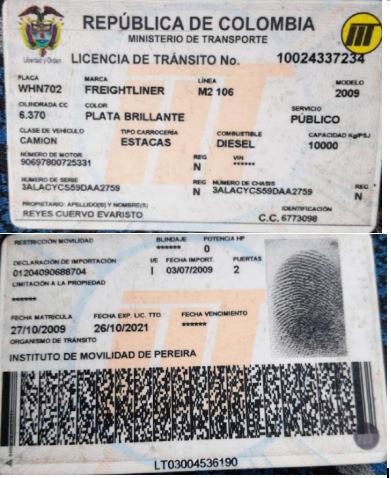 REPÚBLICA DE COLOMBIA
MINISTERIO DE TRANSPORTE
Libertad y Orden
LICENCIA DE TRÁNSITO No. 10024337234
PLACA MARCA LÍNEA MODELO
WHN702 FREIGHTLINER M2 106 2009
CILINDRADA CC COLOR SERVICIO
6.370 PLATA BRILLANTE PÚBLICO
CLASE DE VEHÍCULO TIPO CARROCERÍA COMBUSTIBLE CAPACIDAD Kg/PSJ
CAMION ESTACAS DIESEL 10000
NÚMERO DE MOTOR REG VIN
90697800725331 N ******
NÚMERO DE SERIE REG NÚMERO DE CHASIS REG
3ALACYCS59DAA2759 N 3ALACYCS59DAA2759 N
PROPIETARIO: APELLIDO(S) Y NOMBRE(S) IDENTIFICACIÓN
REYES CUERVO EVARISTO C.C. 6773098
RESTRICCIÓN MOVILIDAD BLINDAJE POTENCIA HP
****** 0
DECLARACIÓN DE IMPORTACIÓN I/E FECHA IMPORT. PUERTAS
01204090688704 I 03/07/2009 2
LIMITACIÓN A LA PROPIEDAD
******
FECHA MATRICULA FECHA EXP. LIC. TTO. FECHA VENCIMIENTO
27/10/2009 26/10/2021 ******
ORGANISMO DE TRÁNSITO
INSTITUTO DE MOVILIDAD DE PEREIRA
LT03004536190